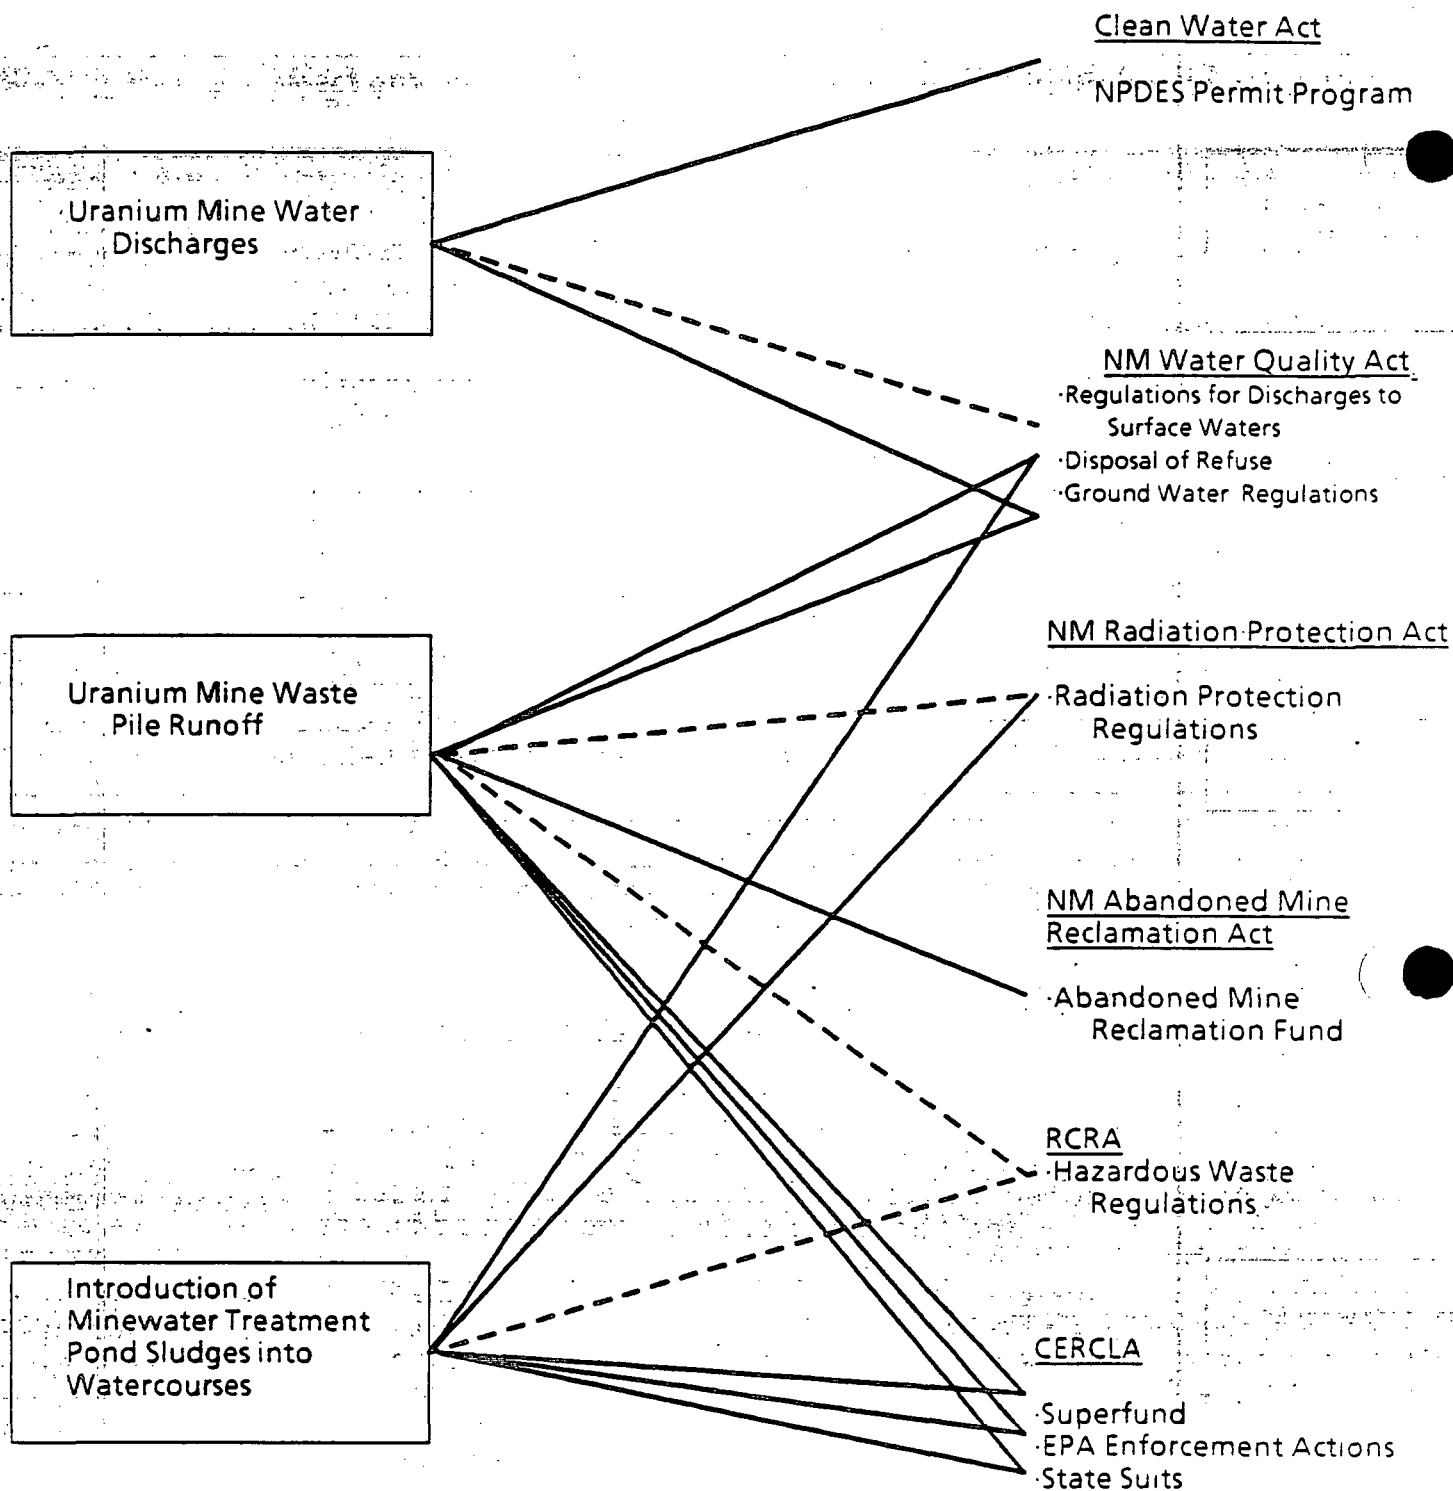 Clean Water Act
NPDES Permit Program
Uranium Mine Water
Discharges
NM Water Quality Act
·Regulations for Discharges to
Surface Waters
·Disposal of Refuse
·Ground Water Regulations
NM Radiation Protection Act
Uranium Mine Waste
Pile Runoff
·Radiation Protection
Regulations
NM Abandoned Mine
Reclamation Act
·Abandoned Mine
Reclamation Fund
RCRA
·Hazardous Waste
Regulations
Introduction of
Minewater Treatment
Pond Sludges into
Watercourses
CERCLA
·Superfund
·EPA Enforcement Actions
·State Suits